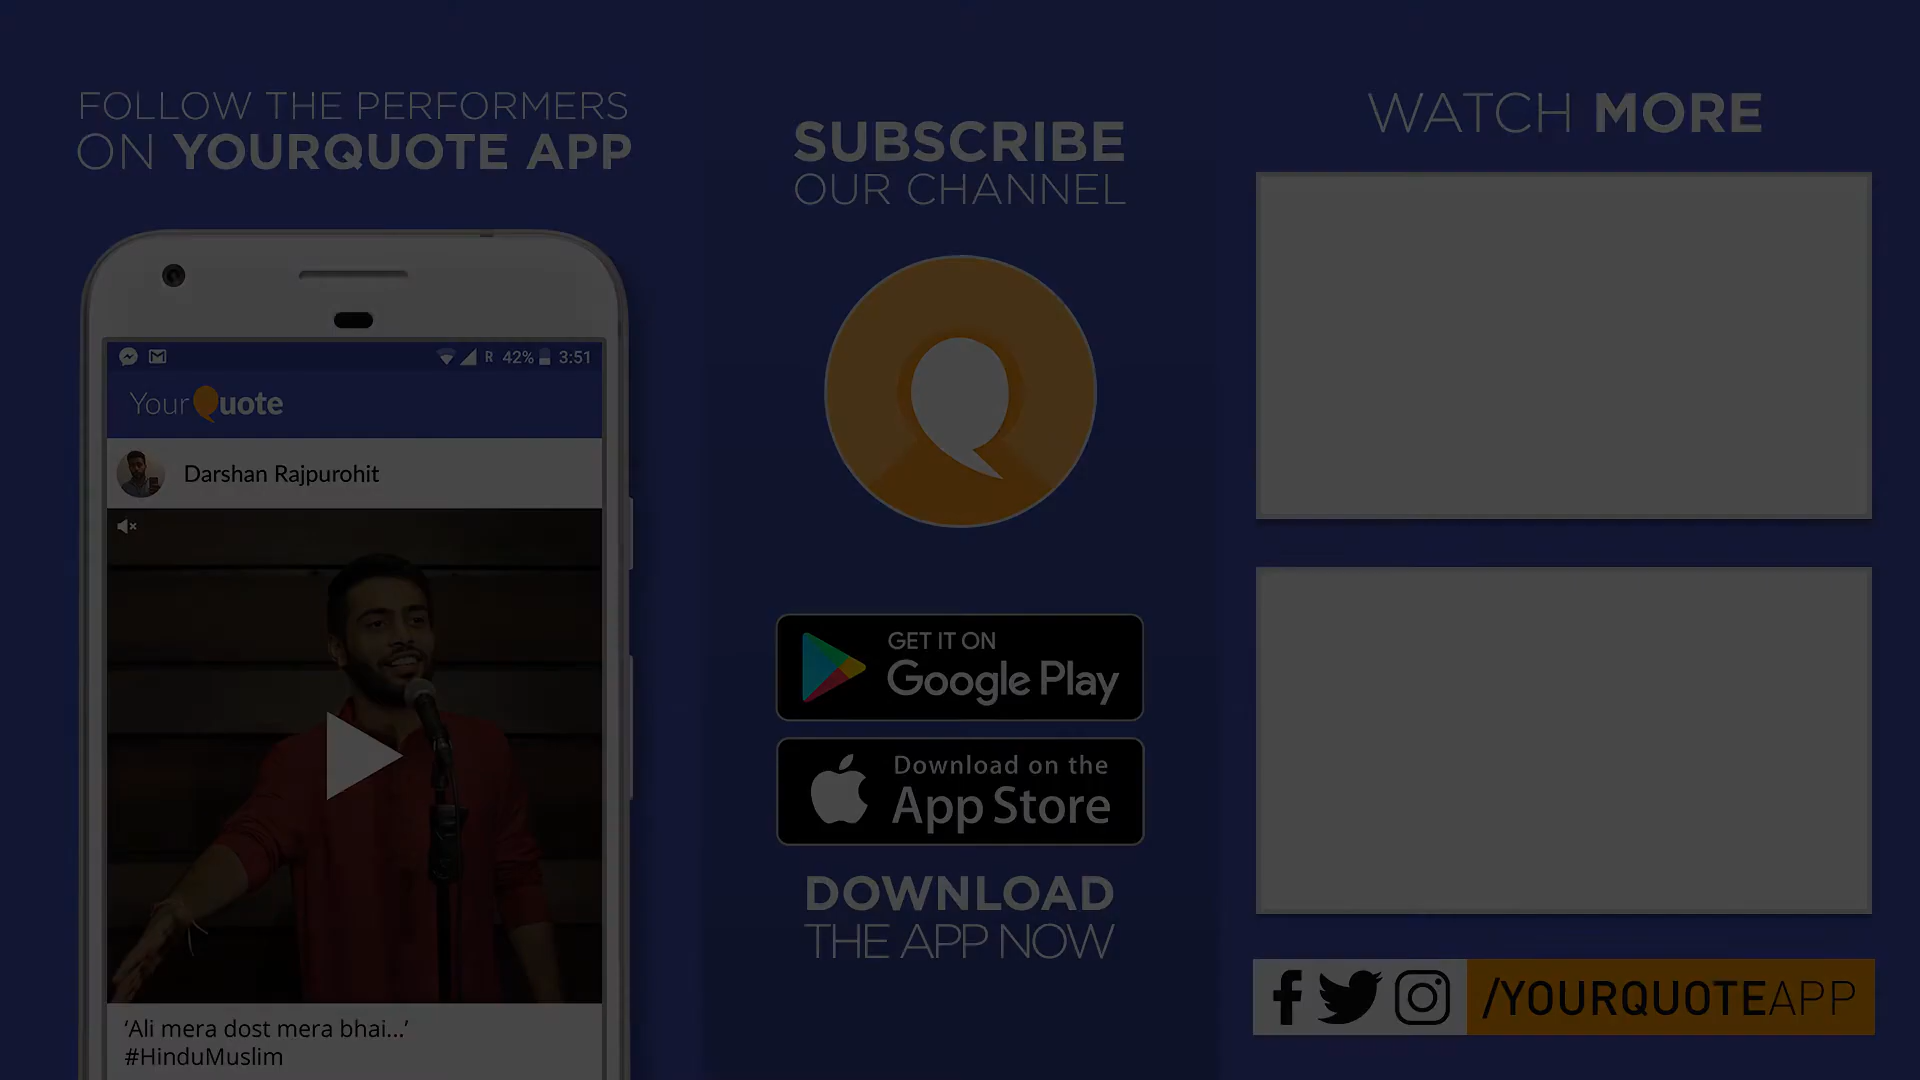 FOLLOW THE PERFORMERS
ON YOURQUOTE APP
R 42% 3:51
YourQuote
Darshan Rajpurohit
‘Ali mera dost mera bhai...’
#HinduMuslim
SUBSCRIBE
OUR CHANNEL
GET IT ON
Google Play
Download on the
App Store
DOWNLOAD
THE APP NOW
WATCH MORE
/YOURQUOTEAPP